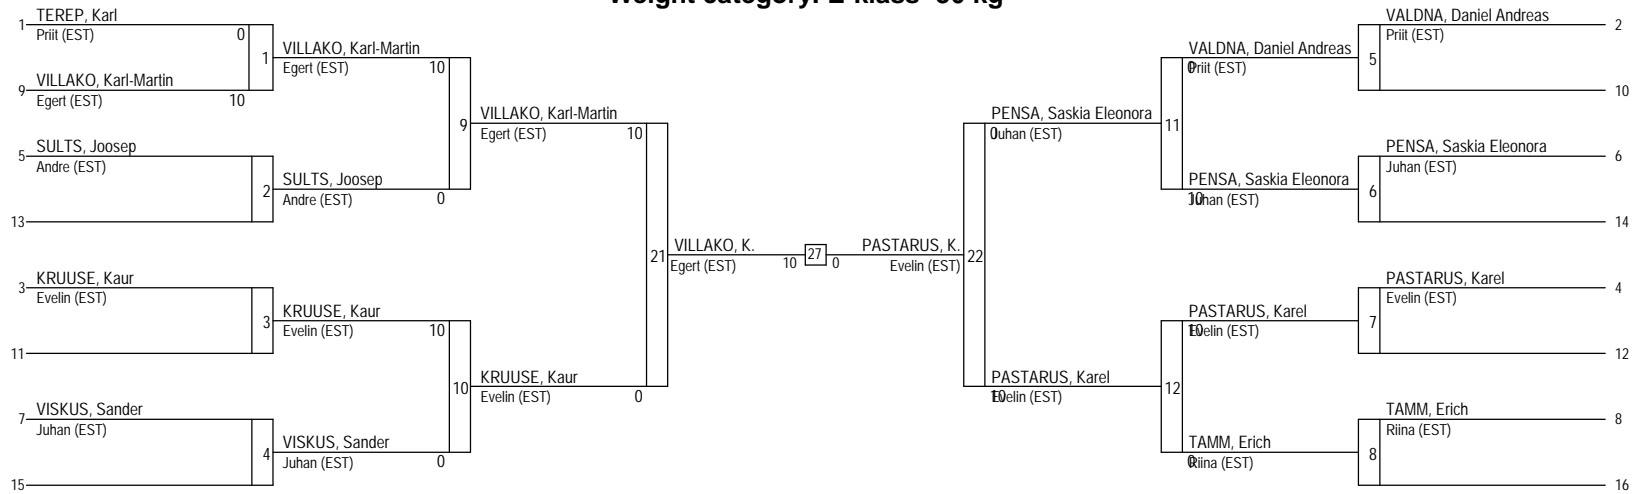 TEREP, Karl
1
Priit (EST)
0
1
VILLAKO, Karl-Martin
9
Egert (EST)
10
VILLAKO, Karl-Martin
Egert (EST)
10
SULTS, Joosep
5
Andre (EST)
2
13
SULTS, Joosep
Andre (EST)
0
9
VILLAKO, Karl-Martin
Egert (EST)
10
KRUUSE, Kaur
3
Evelin (EST)
3
11
KRUUSE, Kaur
Evelin (EST)
10
VISKUS, Sander
7
Juhan (EST)
4
15
VISKUS, Sander
Juhan (EST)
0
10
KRUUSE, Kaur
Evelin (EST)
0
21
VILLAKO, K.
Egert (EST)
10
27
0
PASTARUS, K.
Evelin (EST)
22
PENSA, Saskia Eleonora
0
Juhan (EST)
11
VALDNA, Daniel Andreas
0
Priit (EST)
5
VALDNA, Daniel Andreas
2
Priit (EST)
10
PENSA, Saskia Eleonora
10
Juhan (EST)
6
PENSA, Saskia Eleonora
6
Juhan (EST)
14
PASTARUS, Karel
10
Evelin (EST)
12
PASTARUS, Karel
10
Evelin (EST)
7
PASTARUS, Karel
4
Evelin (EST)
12
TAMM, Erich
0
Riina (EST)
8
TAMM, Erich
8
Riina (EST)
16